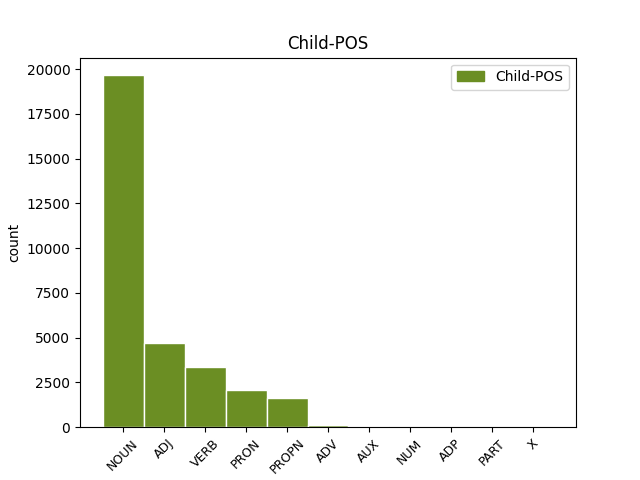 Child-POS
Child-POS
20000
17500
15000
12500
10000
7500
5000
2500
0
count
NOUN
ADJ
VERB
PRON
PROPN
ADV
AUX
NUM
ADP
PART
X